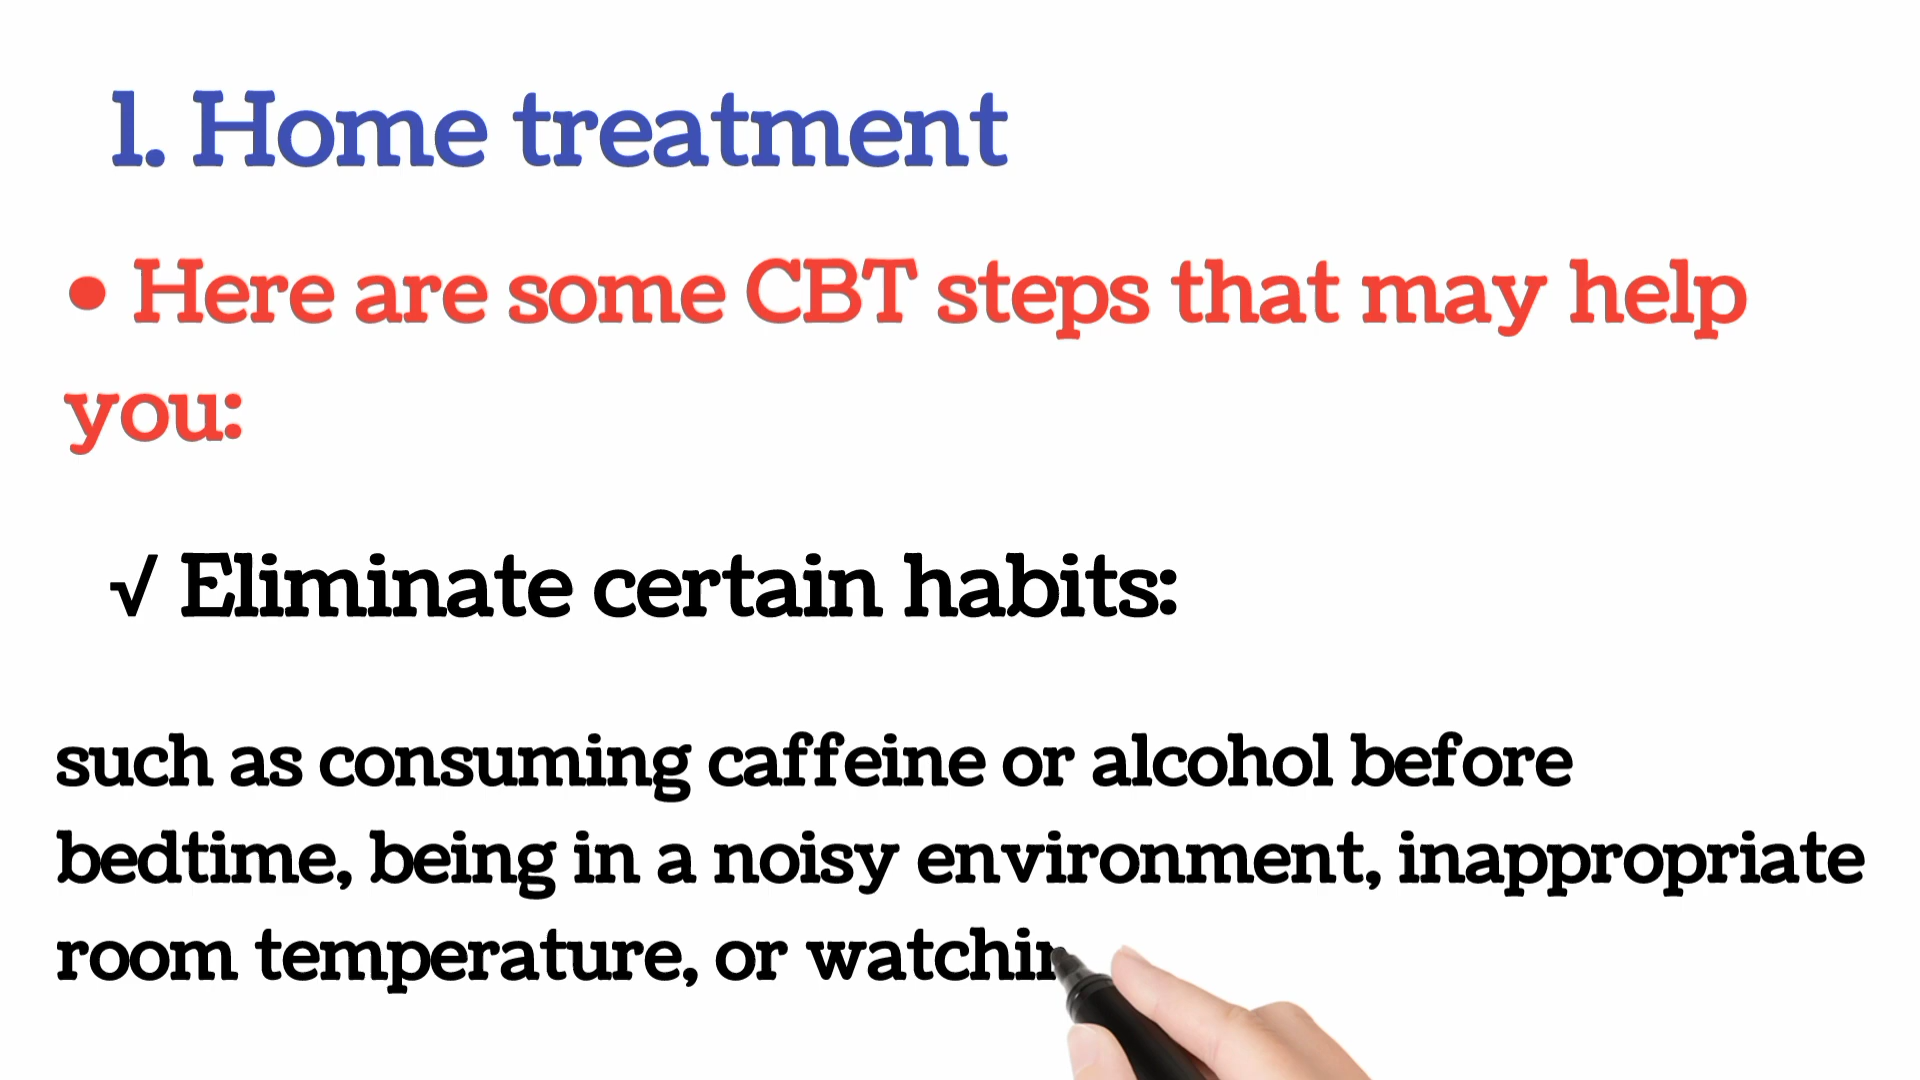 1. Home treatment
• Here are some CBT steps that may help
you:
√ Eliminate certain habits:
such as consuming caffeine or alcohol before
bedtime, being in a noisy environment, inappropriate
room temperature, or watchin